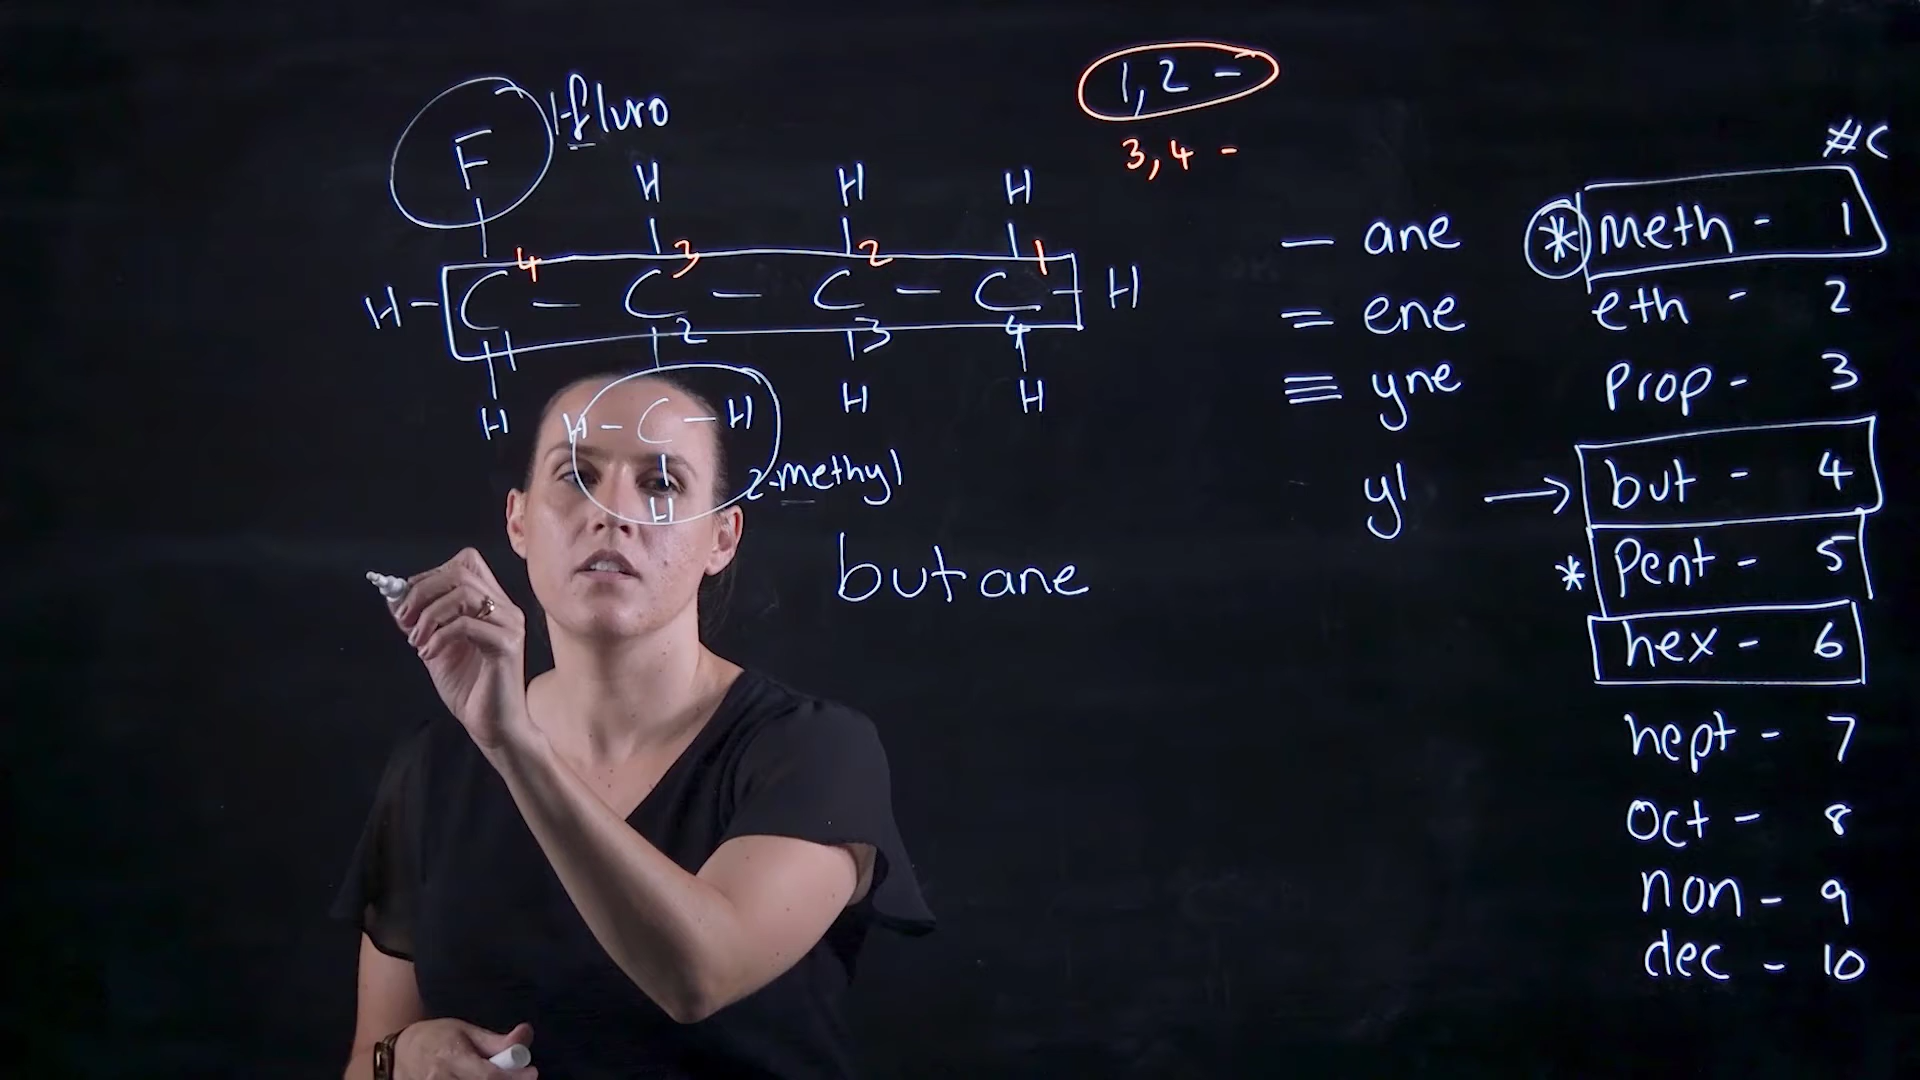 1,2 -
3,4 -
F 1-fluro
H H H
4 3 2 1
H - C - C - C - C - H
1 2 3 4
H H H
H - C - H
H
2-methyl
butane
— ane
= ene
≡ yne
yl
#C
* meth - 1
eth - 2
prop - 3
→ but - 4
* pent - 5
hex - 6
hept - 7
oct - 8
non - 9
dec - 10